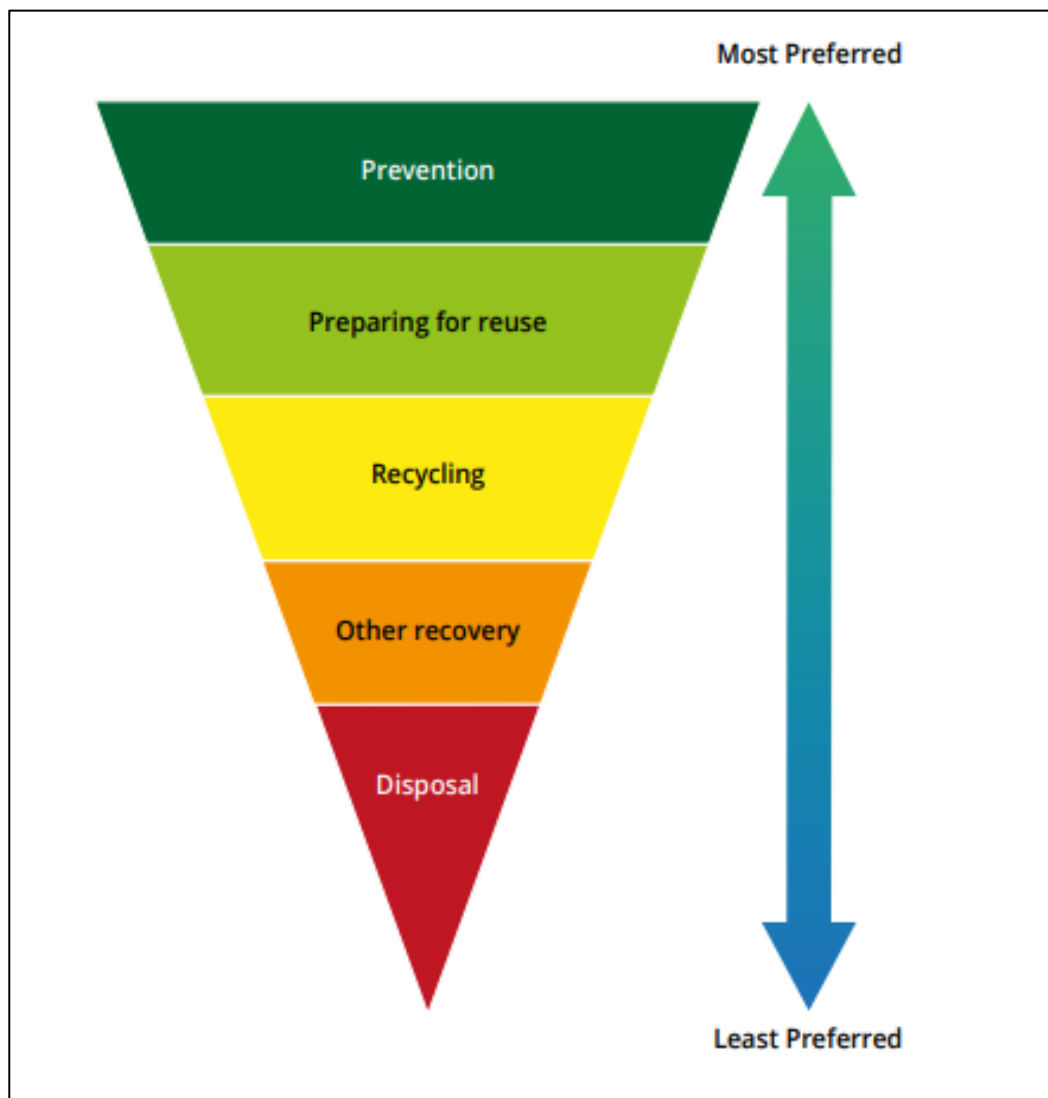 Most Preferred
Prevention
Preparing for reuse
Recycling
Other recovery
Disposal
Least Preferred